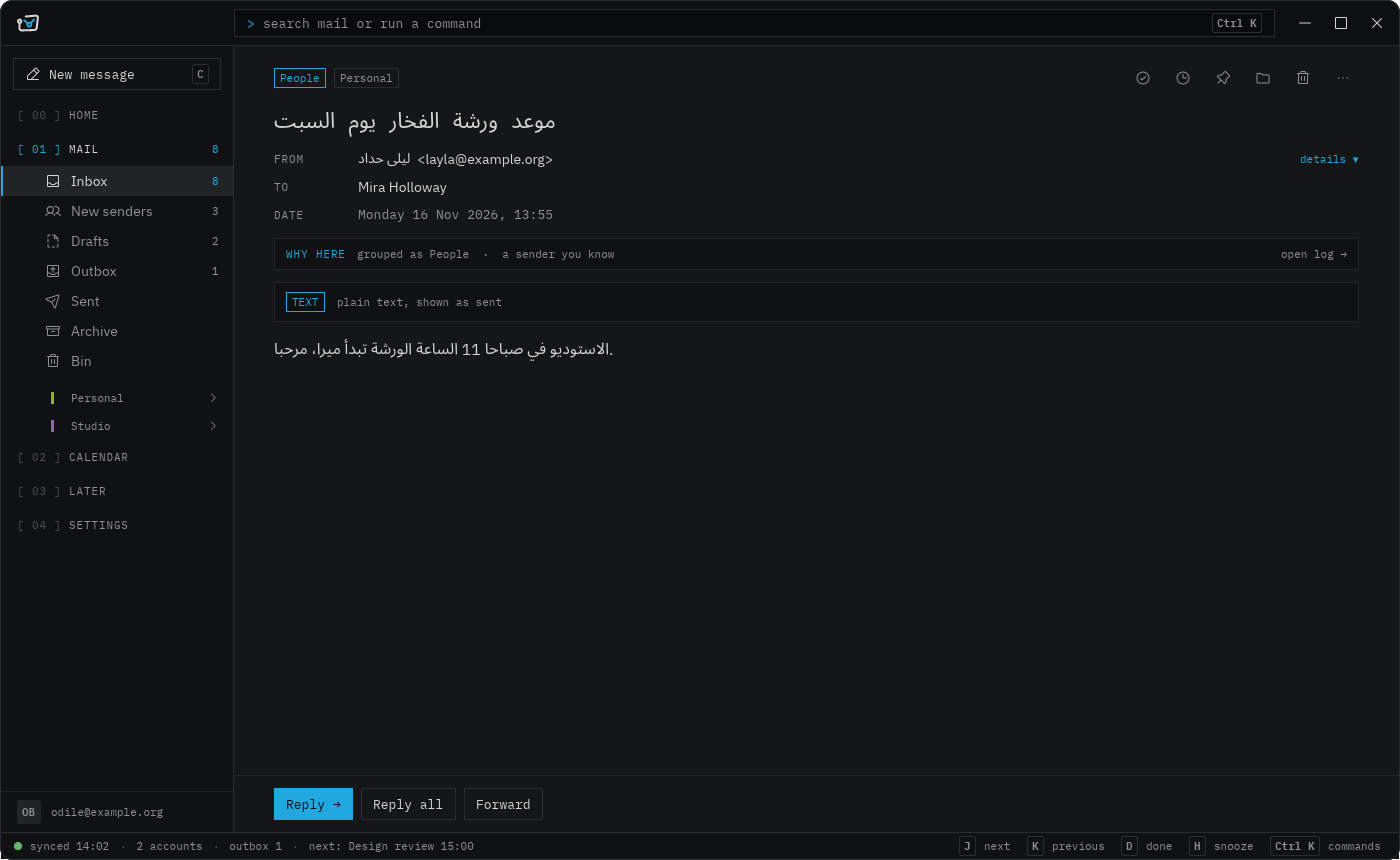 > search mail or run a command
Ctrl K
New message
C
[ 00 ] HOME
[ 01 ] MAIL 8
Inbox 8
New senders 3
Drafts 2
Outbox 1
Sent
Archive
Bin
Personal
Studio
[ 02 ] CALENDAR
[ 03 ] LATER
[ 04 ] SETTINGS
OB odile@example.org
People Personal
موعد ورشة الفخار يوم السبت
FROM ليلى حداد <layla@example.org> details ▾
TO Mira Holloway
DATE Monday 16 Nov 2026, 13:55
WHY HERE grouped as People · a sender you know open log →
TEXT plain text, shown as sent
مرحبا ميرا، تبدأ الورشة الساعة 11 صباحا في الاستوديو.
Reply → Reply all Forward
synced 14:02 · 2 accounts · outbox 1 · next: Design review 15:00
J next K previous D done H snooze Ctrl K commands